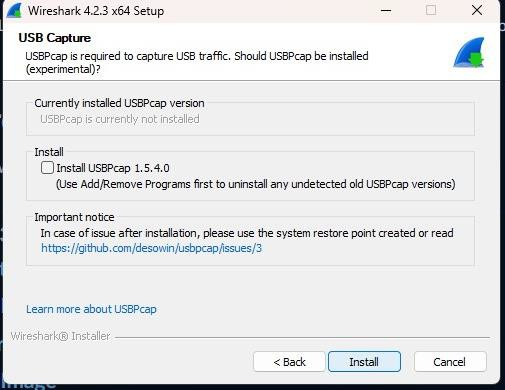 Wireshark 4.2.3 x64 Setup
USB Capture
USBPcap is required to capture USB traffic. Should USBPcap be installed
(experimental)?
Currently installed USBPcap version
USBPcap is currently not installed
Install
Install USBPcap 1.5.4.0
(Use Add/Remove Programs first to uninstall any undetected old USBPcap versions)
Important notice
In case of issue after installation, please use the system restore point created or read
https://github.com/desowin/usbpcap/issues/3
Learn more about USBPcap
Wireshark® Installer
< Back
Install
Cancel